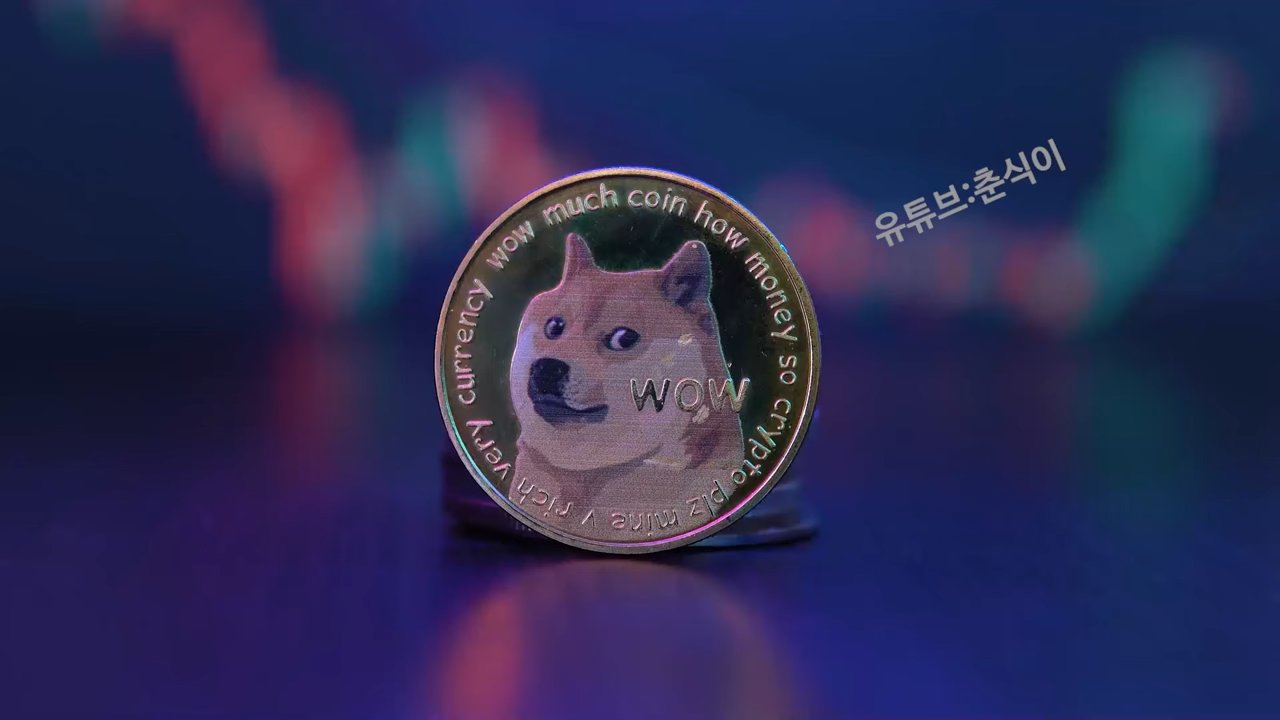 very currency wow much coin how money so crypto plz mine v rich
wow
유튜브:춘식이